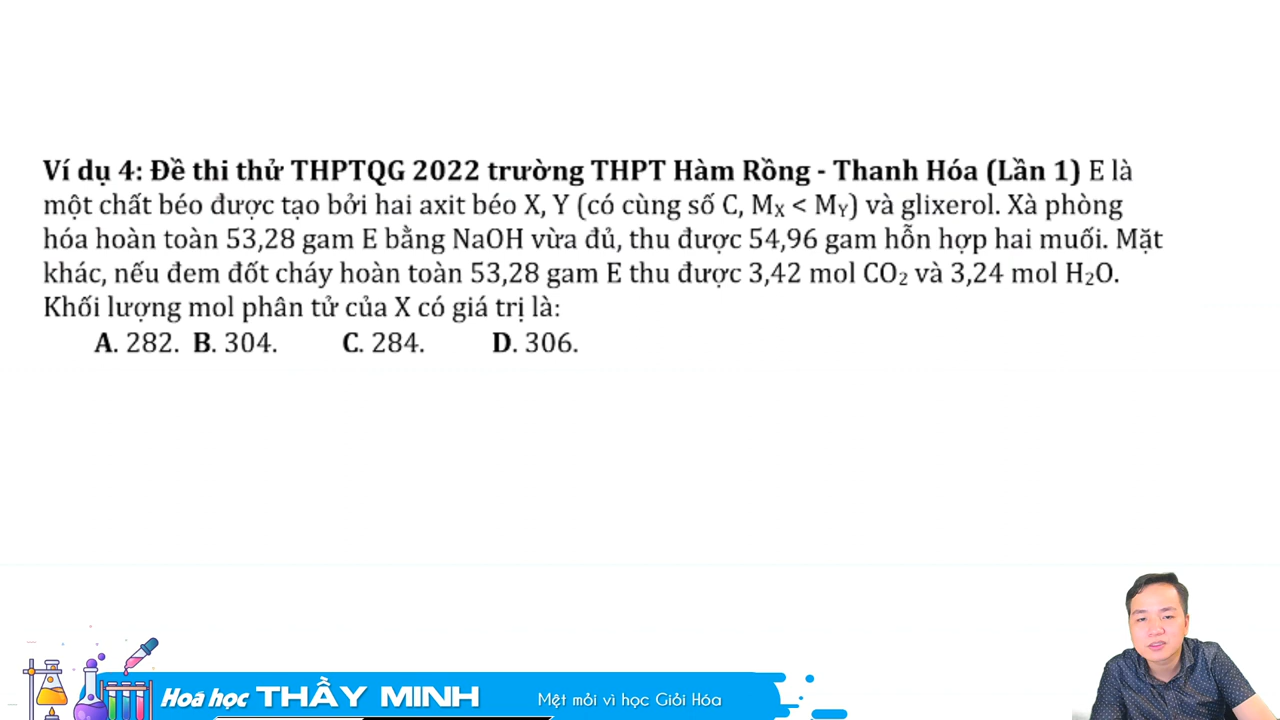 Ví dụ 4: Đề thi thử THPTQG 2022 trường THPT Hàm Rồng - Thanh Hóa (Lần 1) E là
một chất béo được tạo bởi hai axit béo X, Y (có cùng số C, Mₓ < Mʏ) và glixerol. Xà phòng
hóa hoàn toàn 53,28 gam E bằng NaOH vừa đủ, thu được 54,96 gam hỗn hợp hai muối. Mặt
khác, nếu đem đốt cháy hoàn toàn 53,28 gam E thu được 3,42 mol CO₂ và 3,24 mol H₂O.
Khối lượng mol phân tử của X có giá trị là:
A. 282. B. 304. C. 284. D. 306.
Hoá học THẦY MINH Mệt mỏi vì học Giỏi Hóa